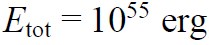 E_tot = 10^55 erg